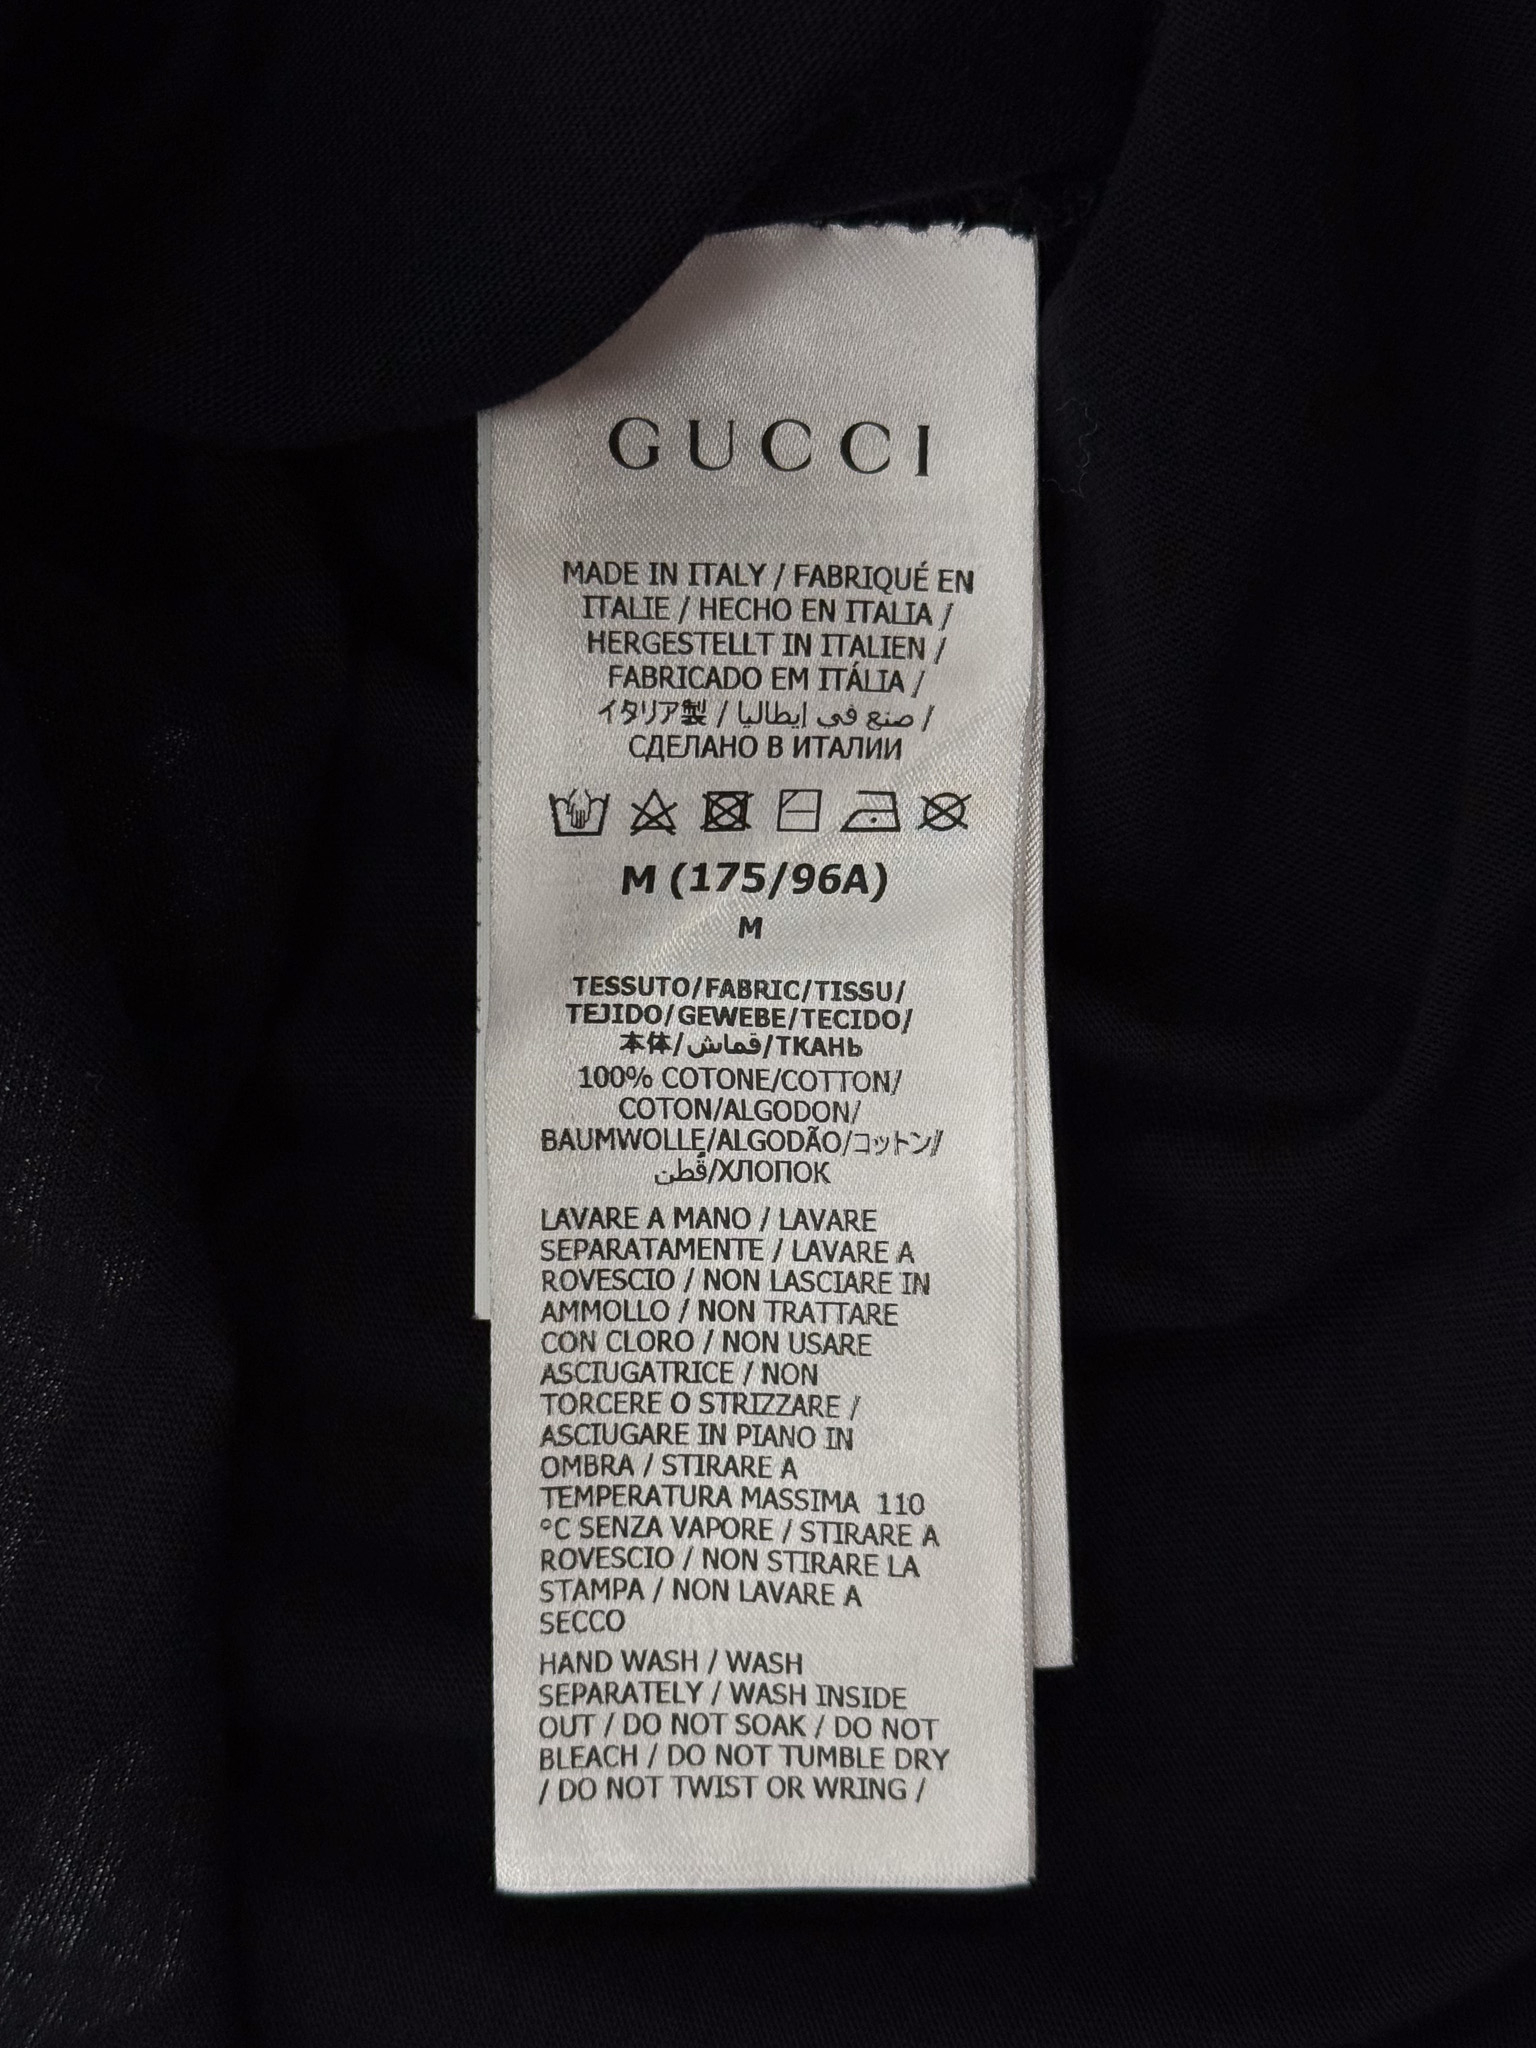 GUCCI
MADE IN ITALY / FABRIQUÉ EN
ITALIE / HECHO EN ITALIA /
HERGESTELLT IN ITALIEN /
FABRICADO EM ITÁLIA /
イタリア製 / صنع في إيطاليا /
СДЕЛАНО В ИТАЛИИ
M (175/96A)
M
TESSUTO/FABRIC/TISSU/
TEJIDO/GEWEBE/TECIDO/
本体/قماش/ТКАНЬ
100% COTONE/COTTON/
COTON/ALGODON/
BAUMWOLLE/ALGODÃO/コットン/
قُطن/ХЛОПОК
LAVARE A MANO / LAVARE
SEPARATAMENTE / LAVARE A
ROVESCIO / NON LASCIARE IN
AMMOLLO / NON TRATTARE
CON CLORO / NON USARE
ASCIUGATRICE / NON
TORCERE O STRIZZARE /
ASCIUGARE IN PIANO IN
OMBRA / STIRARE A
TEMPERATURA MASSIMA 110
°C SENZA VAPORE / STIRARE A
ROVESCIO / NON STIRARE LA
STAMPA / NON LAVARE A
SECCO
HAND WASH / WASH
SEPARATELY / WASH INSIDE
OUT / DO NOT SOAK / DO NOT
BLEACH / DO NOT TUMBLE DRY
/ DO NOT TWIST OR WRING /